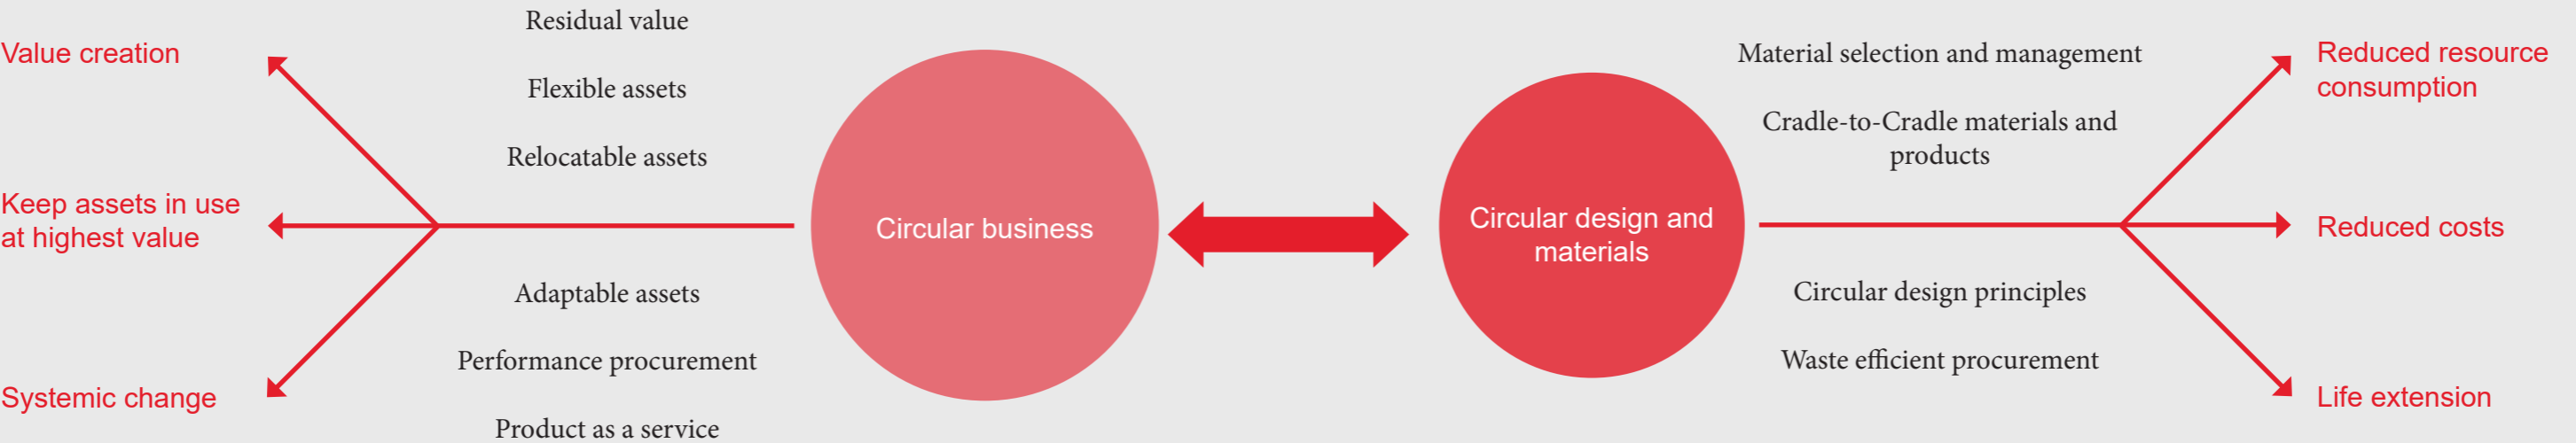 Value creation
Keep assets in use
at highest value
Systemic change
Residual value
Flexible assets
Relocatable assets
Adaptable assets
Performance procurement
Product as a service
Circular business
Circular design and
materials
Material selection and management
Cradle-to-Cradle materials and
products
Circular design principles
Waste efficient procurement
Reduced resource
consumption
Reduced costs
Life extension